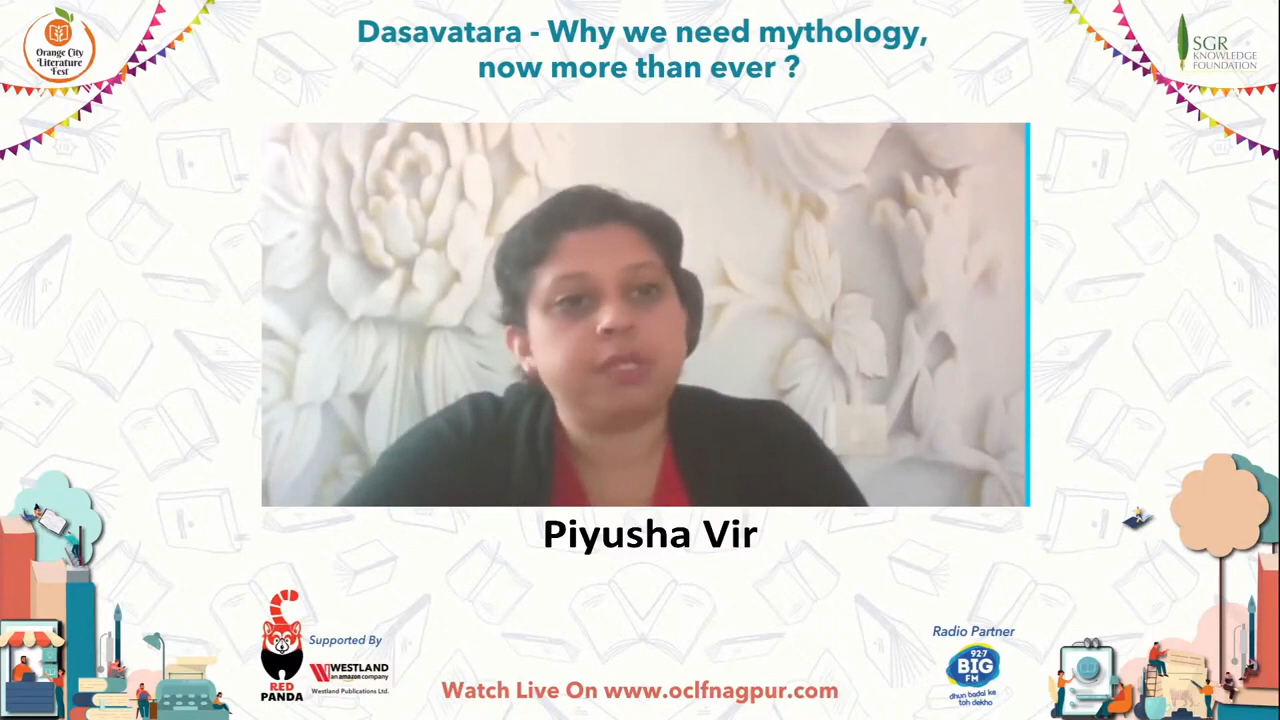 Orange City
Literature
Fest
Dasavatara - Why we need mythology,
now more than ever ?
SGR
KNOWLEDGE
FOUNDATION
Piyusha Vir
Supported By
RED
PANDA
WESTLAND
an amazon company
Westland Publications Ltd.
Watch Live On www.oclfnagpur.com
Radio Partner
92.7
BIG
FM
dhun badal ke
toh dekho